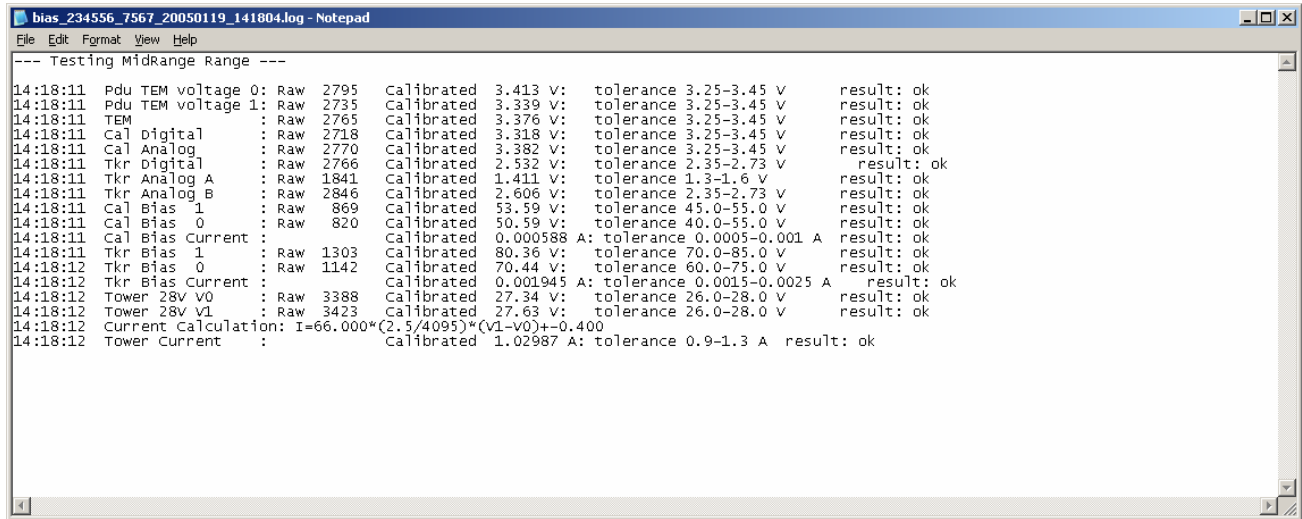 bias_234556_7567_20050119_141804.log - Notepad
File Edit Format View Help
--- Testing MidRange Range ---
14:18:11 Pdu TEM voltage 0: Raw 2795 Calibrated 3.413 V: tolerance 3.25-3.45 V result: ok
14:18:11 Pdu TEM voltage 1: Raw 2735 Calibrated 3.339 V: tolerance 3.25-3.45 V result: ok
14:18:11 TEM : Raw 2765 Calibrated 3.376 V: tolerance 3.25-3.45 V result: ok
14:18:11 Cal Digital : Raw 2718 Calibrated 3.318 V: tolerance 3.25-3.45 V result: ok
14:18:11 Cal Analog : Raw 2770 Calibrated 3.382 V: tolerance 3.25-3.45 V result: ok
14:18:11 Tkr Digital : Raw 2766 Calibrated 2.532 V: tolerance 2.35-2.73 V result: ok
14:18:11 Tkr Analog A : Raw 1841 Calibrated 1.411 V: tolerance 1.3-1.6 V result: ok
14:18:11 Tkr Analog B : Raw 2846 Calibrated 2.606 V: tolerance 2.35-2.73 V result: ok
14:18:11 Cal Bias 1 : Raw 869 Calibrated 53.59 V: tolerance 45.0-55.0 V result: ok
14:18:11 Cal Bias 0 : Raw 820 Calibrated 50.59 V: tolerance 40.0-55.0 V result: ok
14:18:11 Cal Bias Current : Calibrated 0.000588 A: tolerance 0.0005-0.001 A result: ok
14:18:11 Tkr Bias 1 : Raw 1303 Calibrated 80.36 V: tolerance 70.0-85.0 V result: ok
14:18:12 Tkr Bias 0 : Raw 1142 Calibrated 70.44 V: tolerance 60.0-75.0 V result: ok
14:18:12 Tkr Bias Current : Calibrated 0.001945 A: tolerance 0.0015-0.0025 A result: ok
14:18:12 Tower 28V V0 : Raw 3388 Calibrated 27.34 V: tolerance 26.0-28.0 V result: ok
14:18:12 Tower 28V V1 : Raw 3423 Calibrated 27.63 V: tolerance 26.0-28.0 V result: ok
14:18:12 Current Calculation: I=66.000*(2.5/4095)*(V1-V0)+-0.400
14:18:12 Tower Current : Calibrated 1.02987 A: tolerance 0.9-1.3 A result: ok